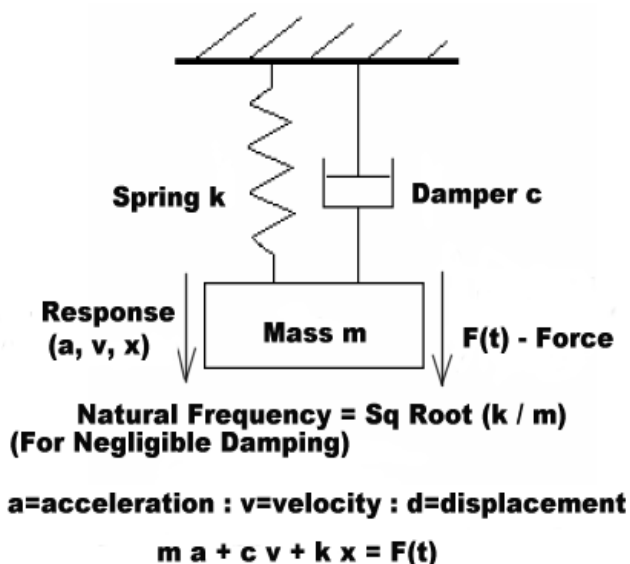 Spring k
Damper c
Response
(a, v, x)
Mass m
F(t) - Force
Natural Frequency = Sq Root (k / m)
(For Negligible Damping)
a=acceleration : v=velocity : d=displacement
m a + c v + k x = F(t)